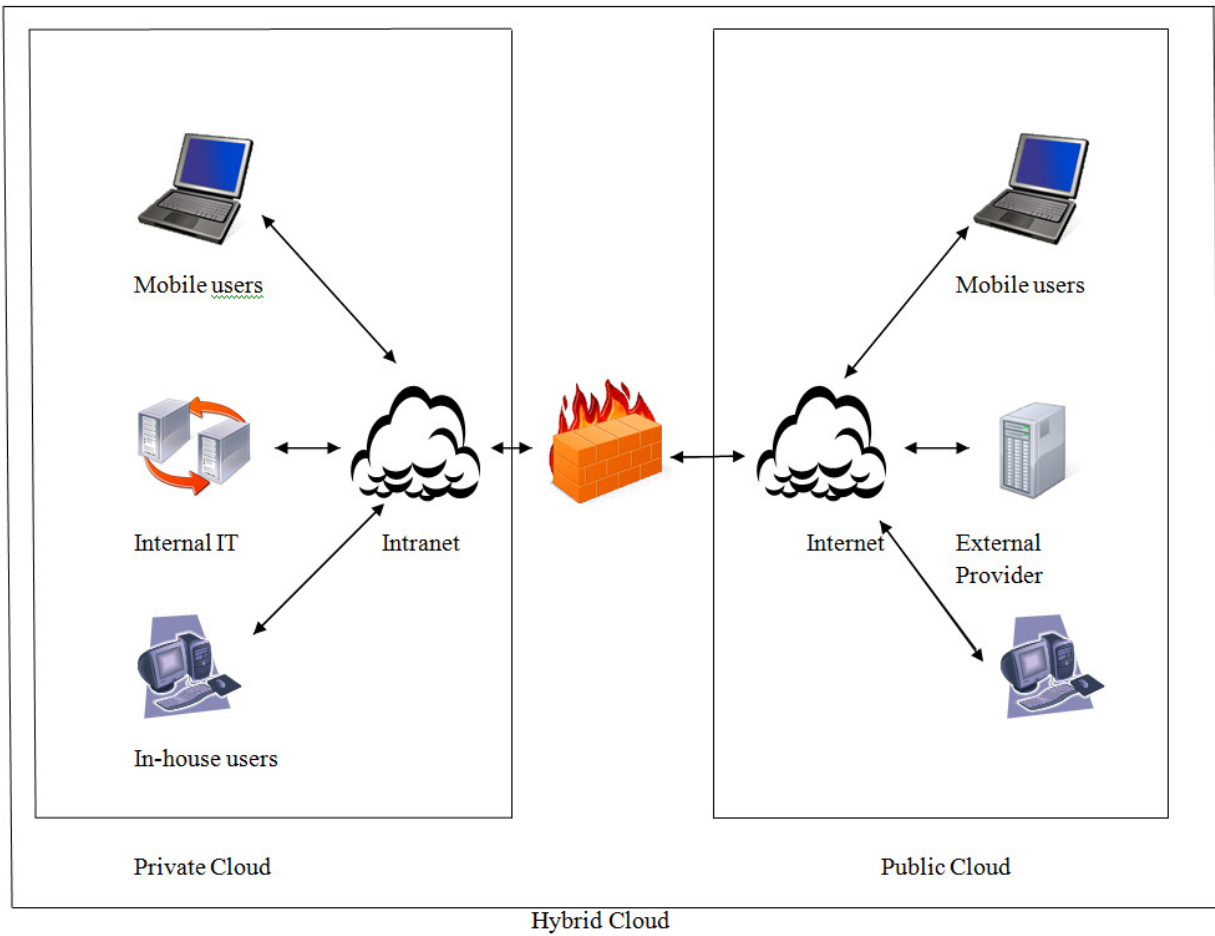 Mobile users
Mobile users
Internal IT
Intranet
Internet
External
Provider
In-house users
Private Cloud
Public Cloud
Hybrid Cloud